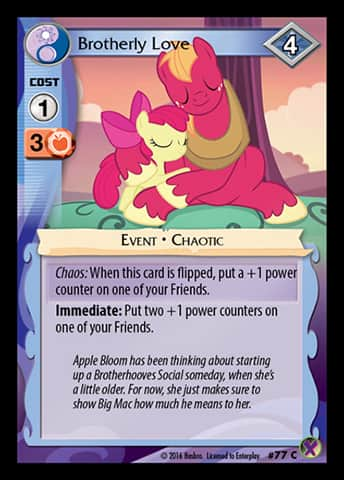 Brotherly Love
4
COST
1
3
EVENT • CHAOTIC
Chaos: When this card is flipped, put a +1 power
counter on one of your Friends.
Immediate: Put two +1 power counters on
one of your Friends.
Apple Bloom has been thinking about starting
up a Brotherhooves Social someday, when she's
a little older. For now, she just makes sure to
show Big Mac how much he means to her.
© 2016 Hasbro. Licensed to Enterplay. #77 C